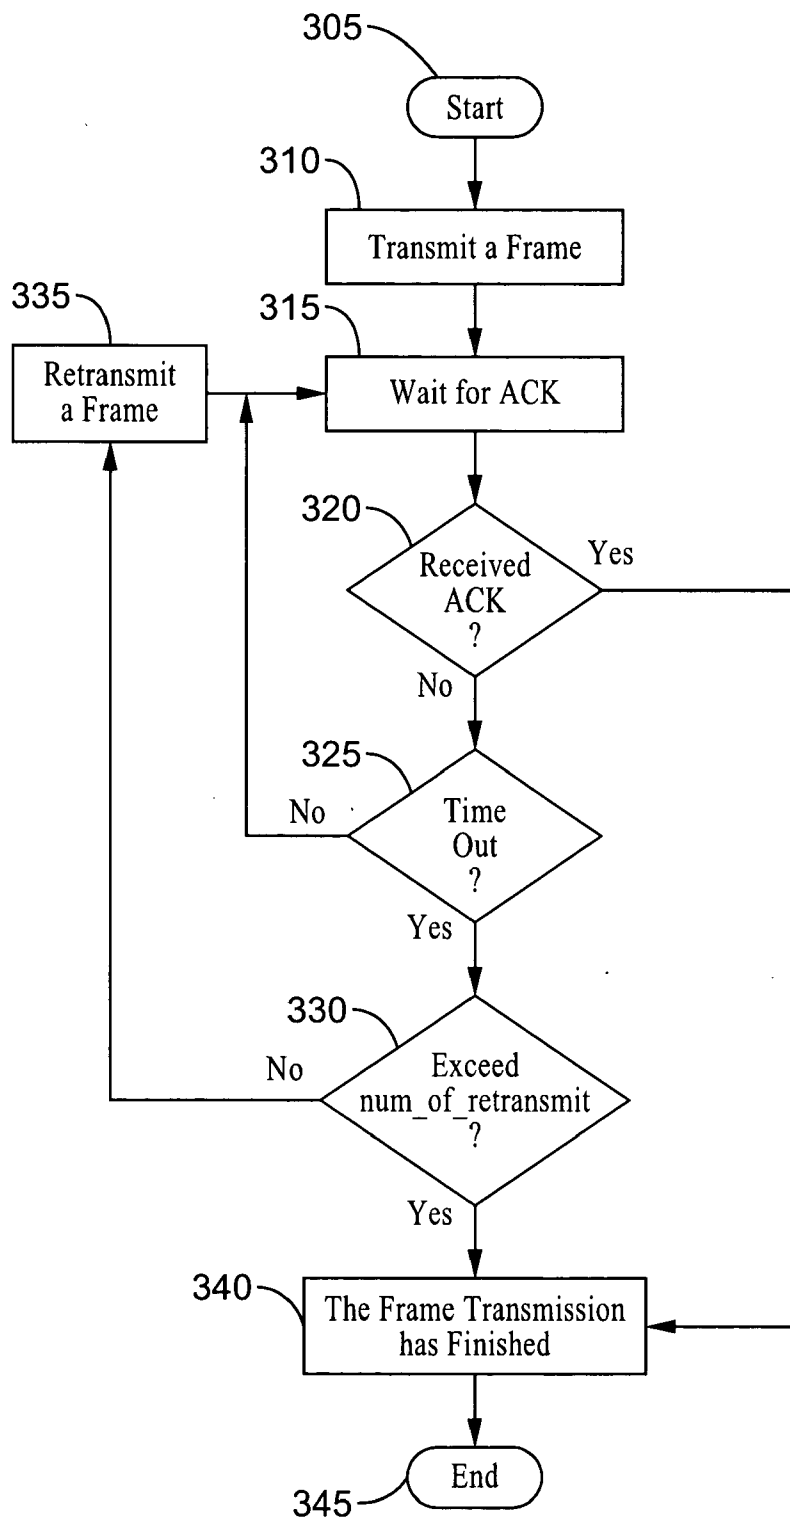 305
Start
310
Transmit a Frame
335
315
Retransmit
a Frame
Wait for ACK
320
Received
ACK
?
Yes
No
325
Time
Out
?
No
Yes
330
Exceed
num_of_retransmit
?
No
Yes
340
The Frame Transmission
has Finished
End
345